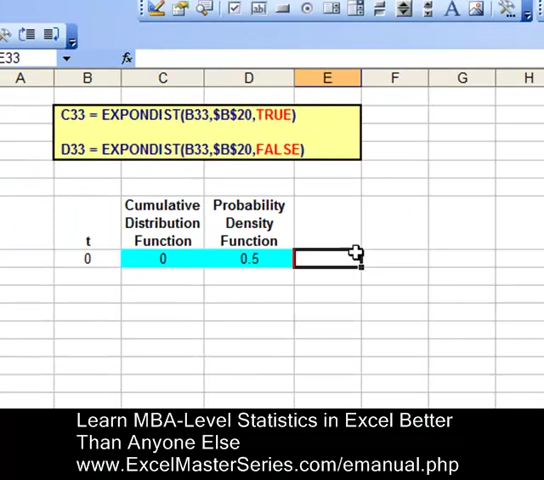 E33
fx
A B C D E F G H
C33 = EXPONDIST(B33,$B$20,TRUE)
D33 = EXPONDIST(B33,$B$20,FALSE)
Cumulative Probability
Distribution Density
t Function Function
0 0 0.5
Learn MBA-Level Statistics in Excel Better
Than Anyone Else
www.ExcelMasterSeries.com/emanual.php